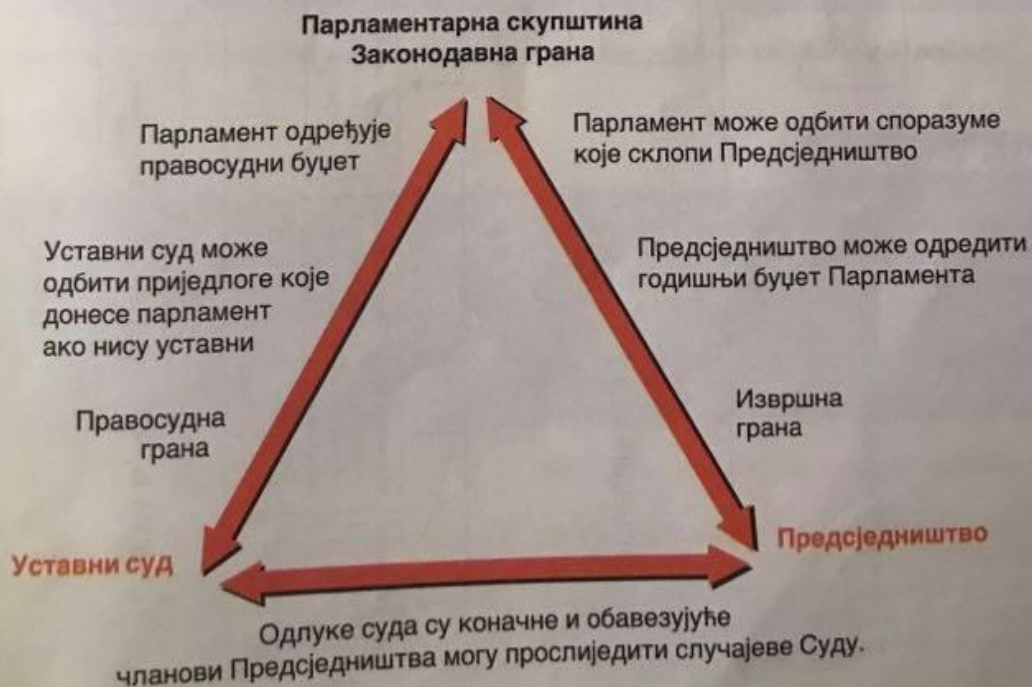 Парламентарна скупштина
Законодавна грана
Парламент одређује
правосудни буџет
Парламент може одбити споразуме
које склопи Предсједништво
Уставни суд може
одбити приједлоге које
донесе парламент
ако нису уставни
Предсједништво може одредити
годишњи буџет Парламента
Правосудна
грана
Извршна
грана
Уставни суд
Предсједништво
Одлуке суда су коначне и обавезујуће
чланови Предсједништва могу прослиједити случајеве Суду.